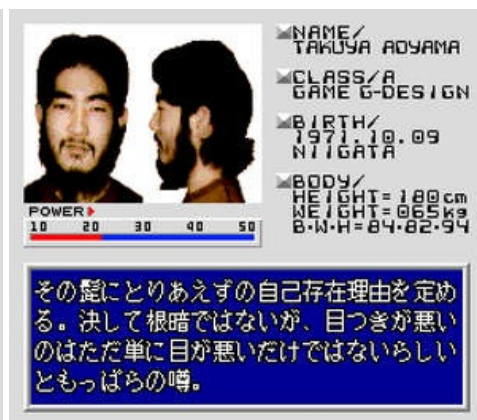 NAME/
TAKUYA AOYAMA
CLASS/A
GAME G-DESIGN
BIRTH/
1971.10.09
NIIGATA
BODY/
HEIGHT=180cm
WEIGHT=065kg
B・W・H=84・82・94
POWER
10 20 30 40 50
その髭にとりあえずの自己存在理由を定め
る。決して根暗ではないが、目つきが悪い
のはただ単に目が悪いだけではないらしい
ともっぱらの噂。